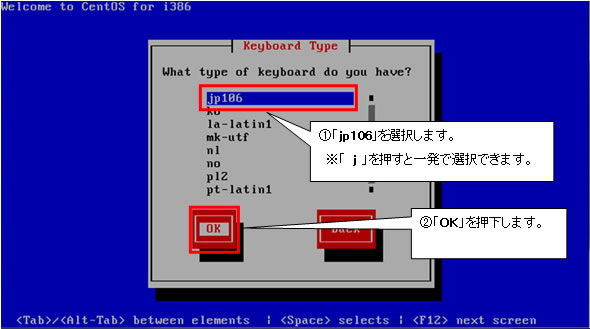 Welcome to CentOS for i386
Keyboard Type
What type of keyboard do you have?
jp106
ko
la-latin1
mk-utf
nl
no
pl2
pt-latin1
①「jp106」を選択します。
※「 j 」を押すと一発で選択できます。
OK
Back
②「OK」を押下します。
<Tab>/<Alt-Tab> between elements | <Space> selects | <F12> next screen